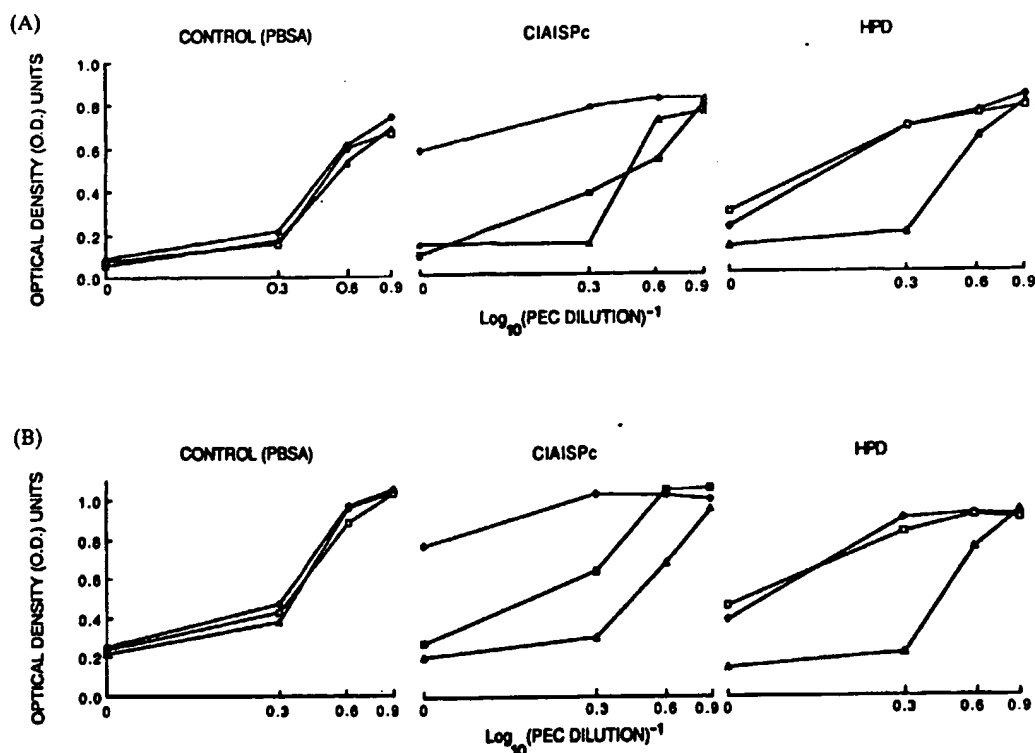 (A)
CONTROL (PBSA)
ClAlSPc
HPD
OPTICAL DENSITY (O.D.) UNITS
1.0
0.8
0.6
0.4
0.2
0.0
0 0.3 0.6 0.9
0 0.3 0.6 0.9
0 0.3 0.6 0.9
Log10(PEC DILUTION)-1
(B)
CONTROL (PBSA)
ClAlSPc
HPD
OPTICAL DENSITY (O.D.) UNITS
1.0
0.8
0.6
0.4
0.2
0.0
0 0.3 0.6 0.9
0 0.3 0.6 0.9
0 0.3 0.6 0.9
Log10(PEC DILUTION)-1